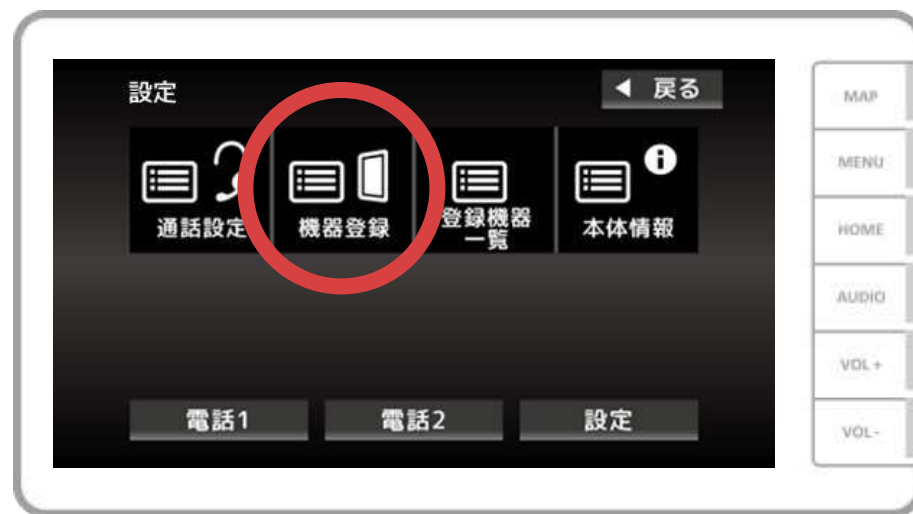 設定
◀ 戻る
通話設定
機器登録
登録機器
一覧
本体情報
電話1
電話2
設定
MAP
MENU
HOME
AUDIO
VOL +
VOL -